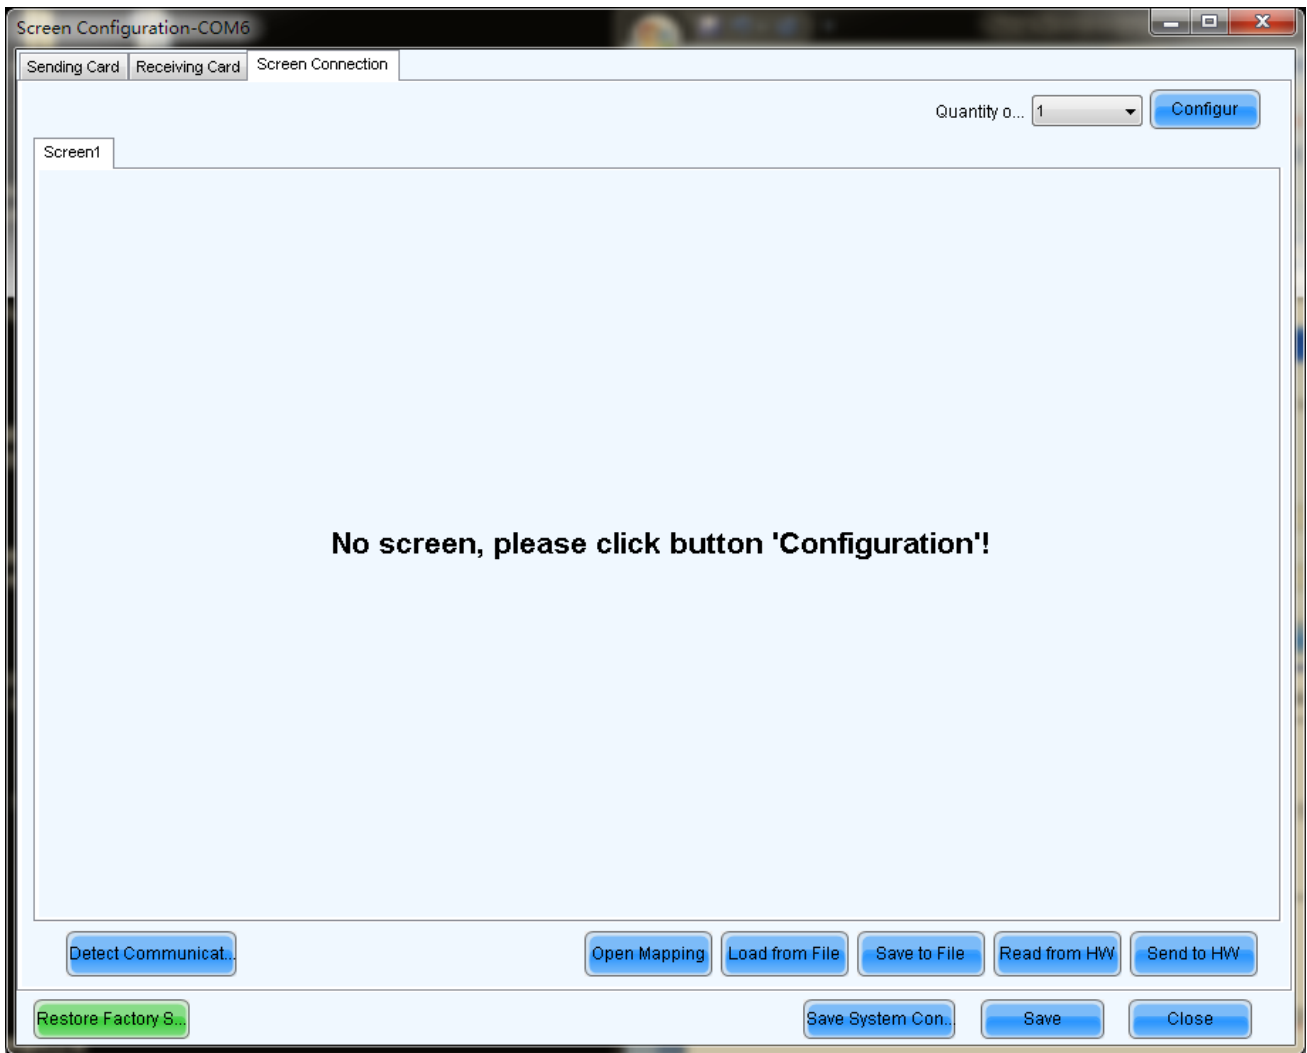 Screen Configuration-COM6
Sending Card Receiving Card Screen Connection
Quantity o... 1 Configur
Screen1
No screen, please click button 'Configuration'!
Detect Communicat... Open Mapping Load from File Save to File Read from HW Send to HW
Restore Factory S... Save System Con... Save Close